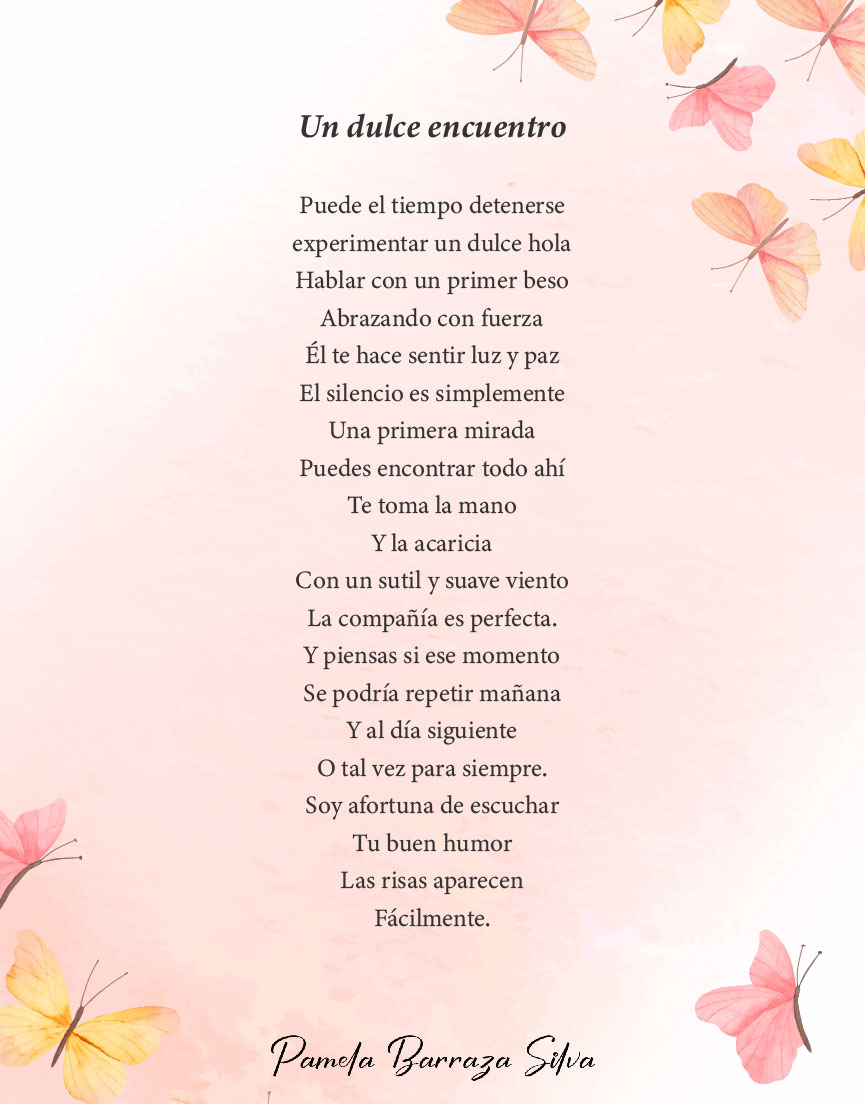 Un dulce encuentro
Puede el tiempo detenerse
experimentar un dulce hola
Hablar con un primer beso
Abrazando con fuerza
Él te hace sentir luz y paz
El silencio es simplemente
Una primera mirada
Puedes encontrar todo ahí
Te toma la mano
Y la acaricia
Con un sutil y suave viento
La compañía es perfecta.
Y piensas si ese momento
Se podría repetir mañana
Y al día siguiente
O tal vez para siempre.
Soy afortuna de escuchar
Tu buen humor
Las risas aparecen
Fácilmente.
Pamela Barraza Silva